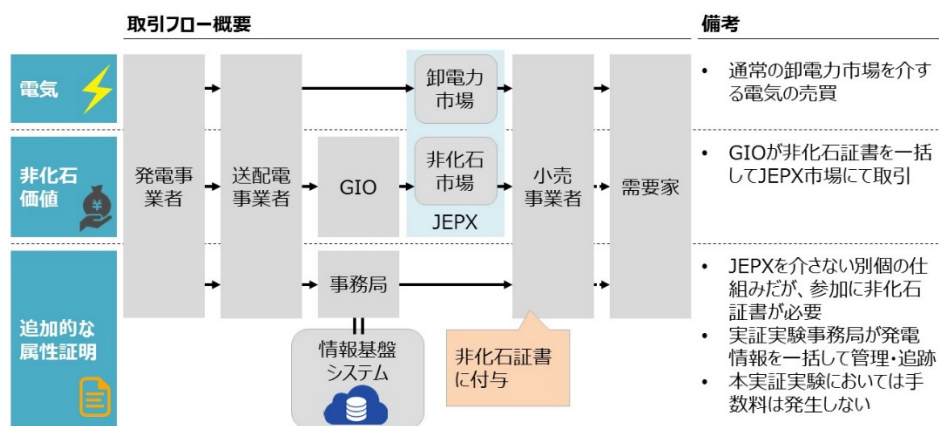 取引フロー概要
備考
電気
発電事
業者
送配電
事業者
卸電力
市場
小売
事業者
需要家
• 通常の卸電力市場を介す
る電気の売買
非化石
価値
¥
GIO
非化石
市場
JEPX
• GIOが非化石証書を一括
してJEPX市場にて取引
追加的な
属性証明
事務局
情報基盤
システム
非化石証書
に付与
• JEPXを介さない別個の仕
組みだが、参加に非化石
証書が必要
• 実証実験事務局が発電
情報を一括して管理・追跡
• 本実証実験においては手
数料は発生しない